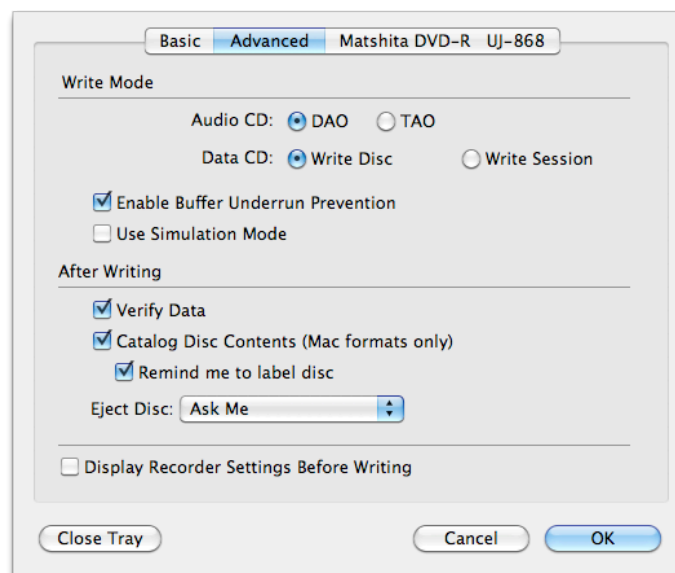 Basic Advanced Matshita DVD-R UJ-868
Write Mode
Audio CD: DAO TAO
Data CD: Write Disc Write Session
Enable Buffer Underrun Prevention
Use Simulation Mode
After Writing
Verify Data
Catalog Disc Contents (Mac formats only)
Remind me to label disc
Eject Disc: Ask Me
Display Recorder Settings Before Writing
Close Tray Cancel OK